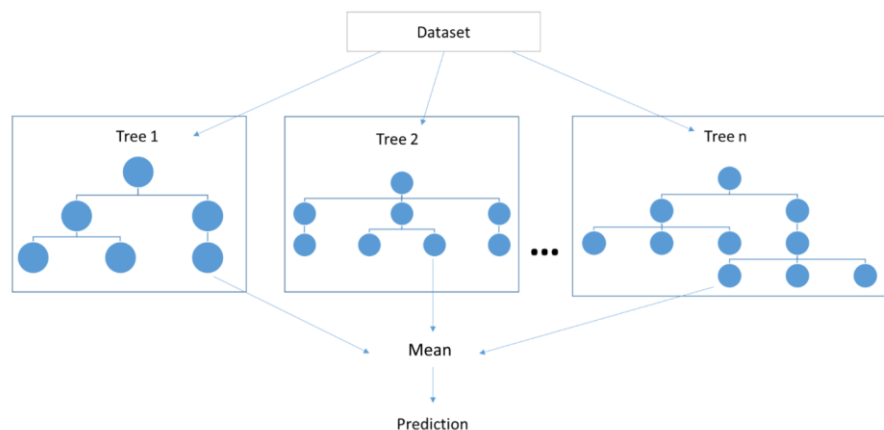 Dataset
Tree 1
Tree 2
Tree n
...
Mean
Prediction